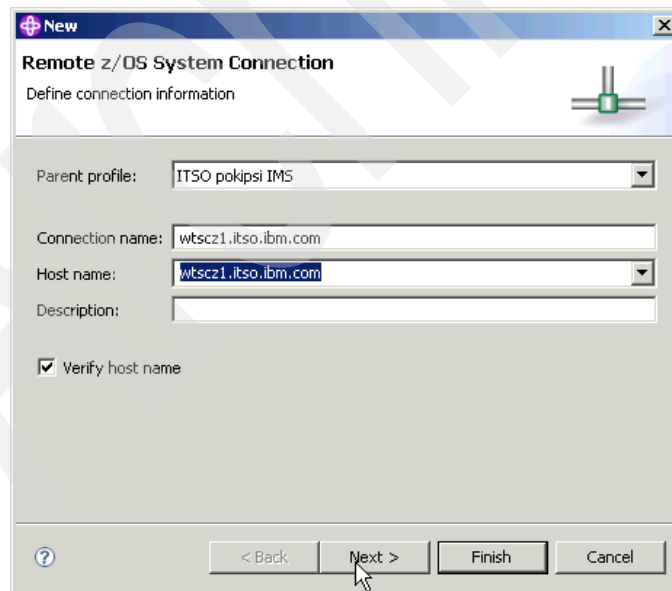 New
Remote z/OS System Connection
Define connection information
Parent profile: ITSO pokipsi IMS
Connection name: wtscz1.itso.ibm.com
Host name: wtscz1.itso.ibm.com
Description:
Verify host name
< Back Next > Finish Cancel